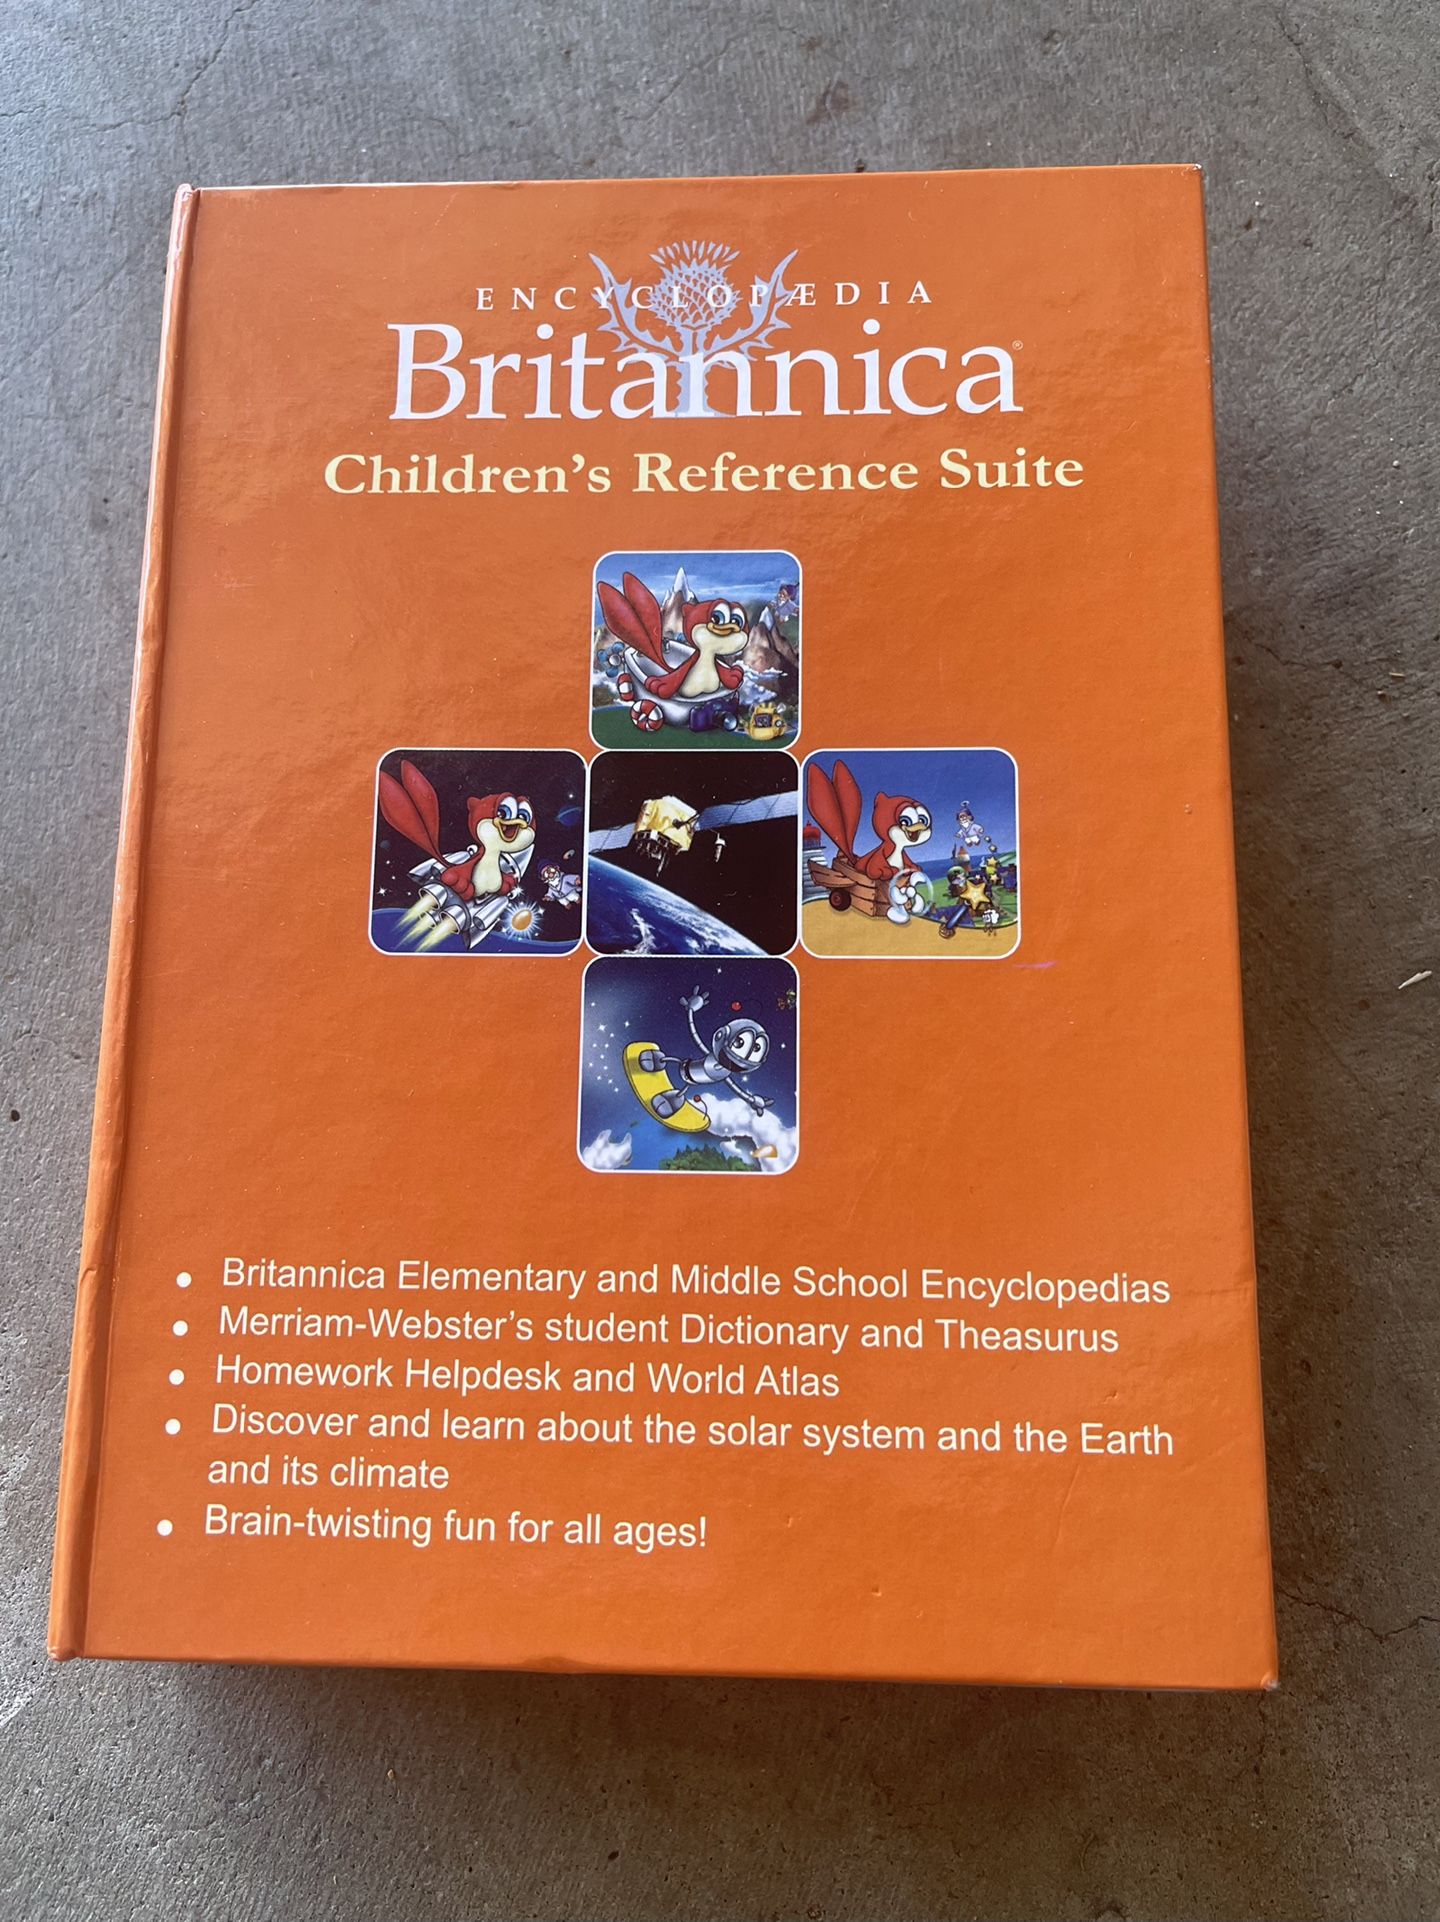 ENCYCLOPÆDIA
Britannica®
Children's Reference Suite
• Britannica Elementary and Middle School Encyclopedias
• Merriam-Webster's student Dictionary and Theasurus
• Homework Helpdesk and World Atlas
• Discover and learn about the solar system and the Earth
and its climate
• Brain-twisting fun for all ages!